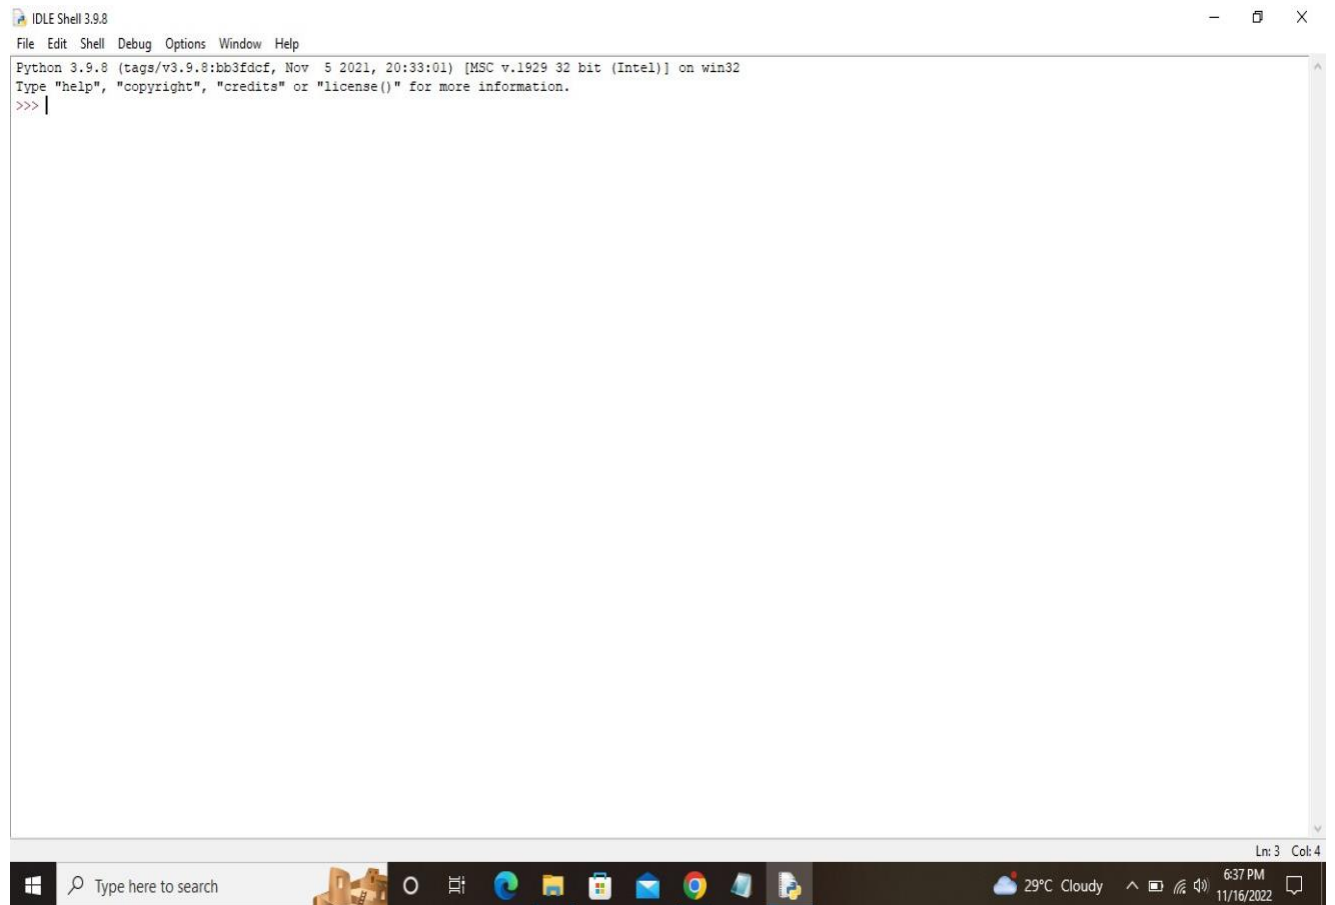 IDLE Shell 3.9.8
File Edit Shell Debug Options Window Help
Python 3.9.8 (tags/v3.9.8:bb3fdcf, Nov  5 2021, 20:33:01) [MSC v.1929 32 bit (Intel)] on win32
Type "help", "copyright", "credits" or "license()" for more information.
>>>
Ln: 3 Col: 4
Type here to search
29°C Cloudy
6:37 PM
11/16/2022